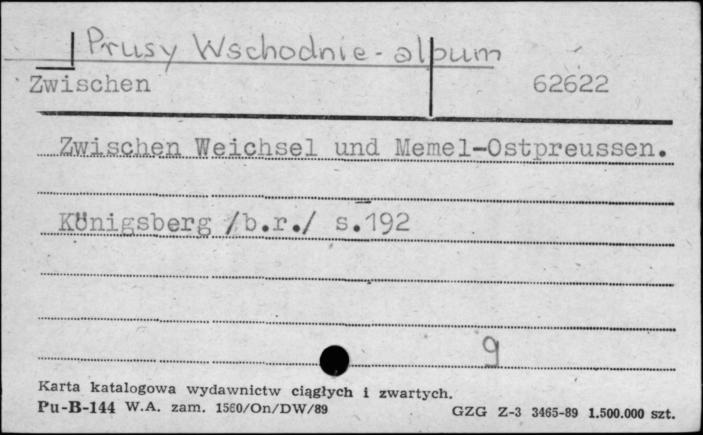 Prusy Wschodnie - album
Zwischen 62622
Zwischen Weichsel und Memel-Ostpreussen.
Königsberg /b.r./ s.192
9
Karta katalogowa wydawnictw ciągłych i zwartych.
Pu-B-144 W.A. zam. 1560/On/DW/89 GZG Z-3 3465-89 1.500.000 szt.